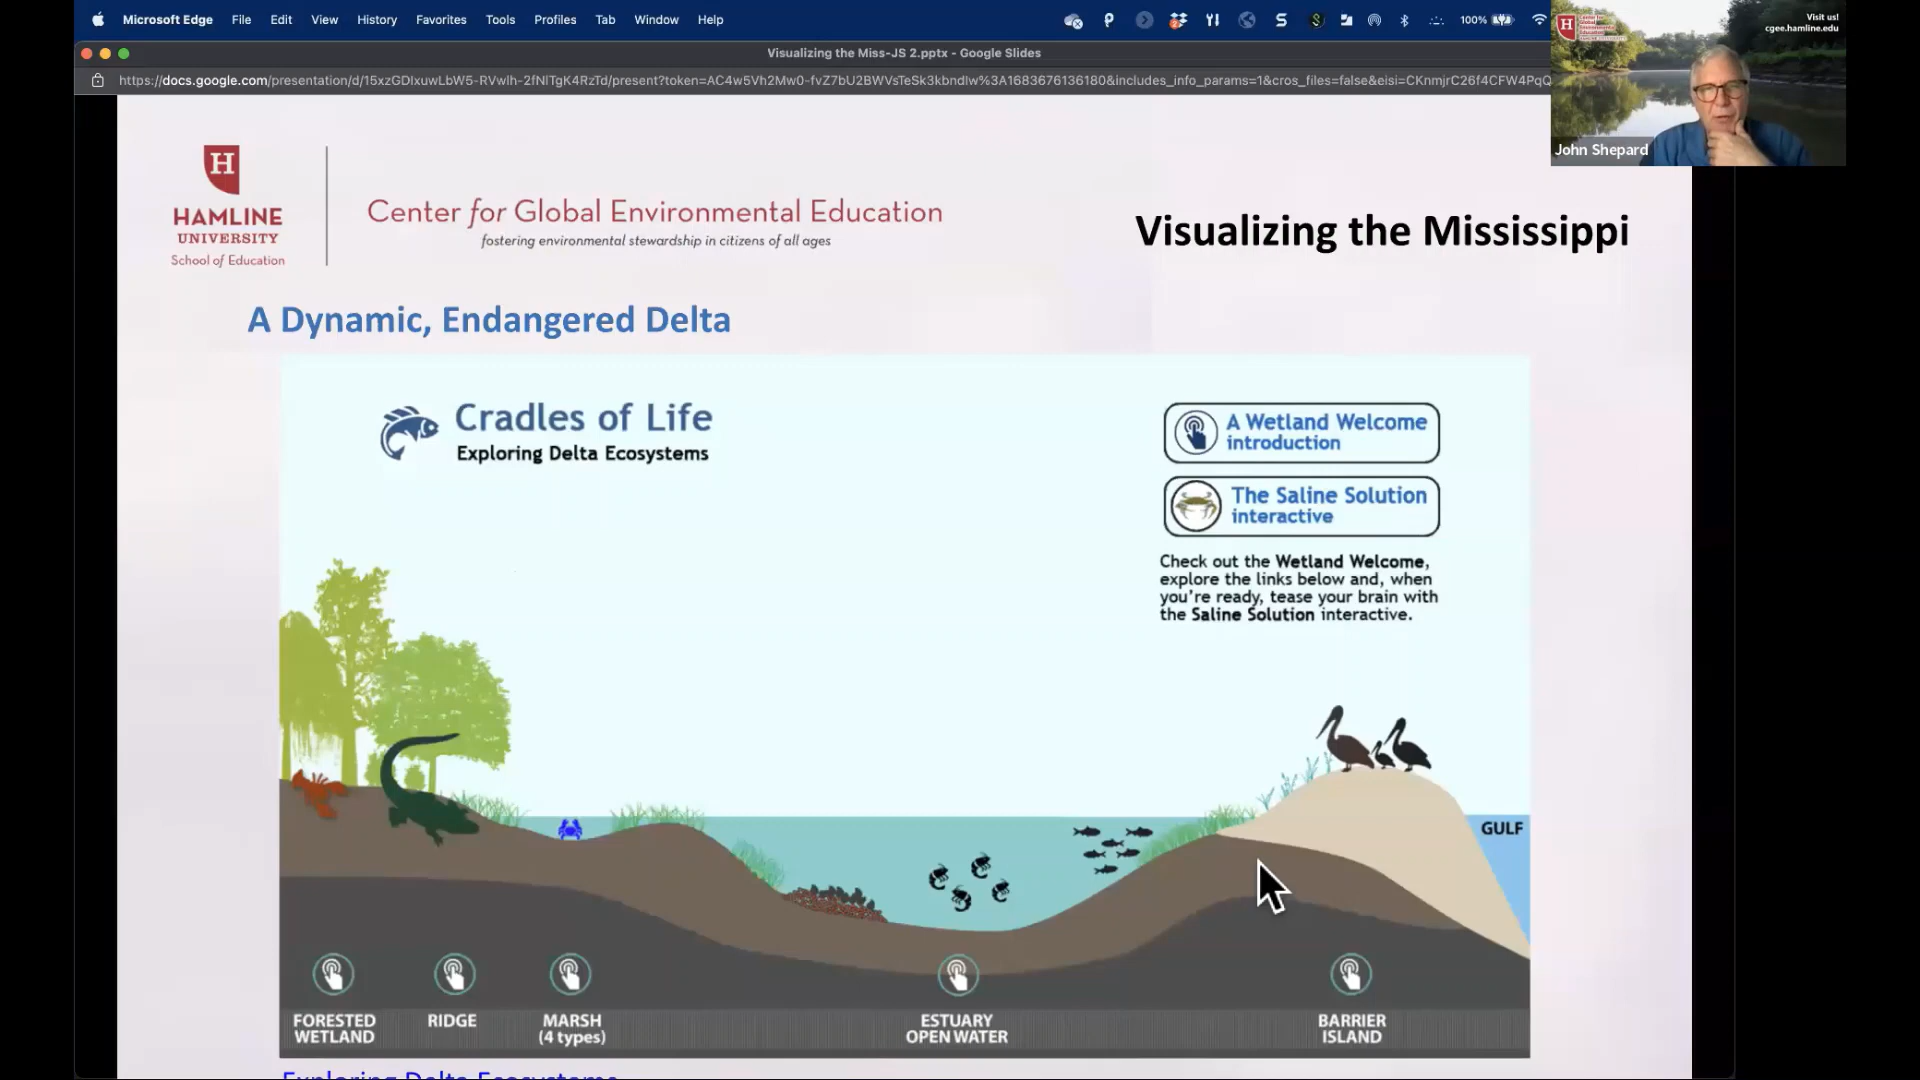 Microsoft Edge File Edit View History Favorites Tools Profiles Tab Window Help
100%
Visualizing the Miss-JS 2.pptx - Google Slides
Visit us!
cgee.hamline.edu
John Shepard
H
HAMLINE
UNIVERSITY
School of Education
Center for Global Environmental Education
fostering environmental stewardship in citizens of all ages
Visualizing the Mississippi
A Dynamic, Endangered Delta
Cradles of Life
Exploring Delta Ecosystems
A Wetland Welcome
introduction
The Saline Solution
interactive
Check out the Wetland Welcome,
explore the links below and, when
you're ready, tease your brain with
the Saline Solution interactive.
GULF
FORESTED
WETLAND
RIDGE
MARSH
(4 types)
ESTUARY
OPEN WATER
BARRIER
ISLAND
Exploring Delta Ecosystems